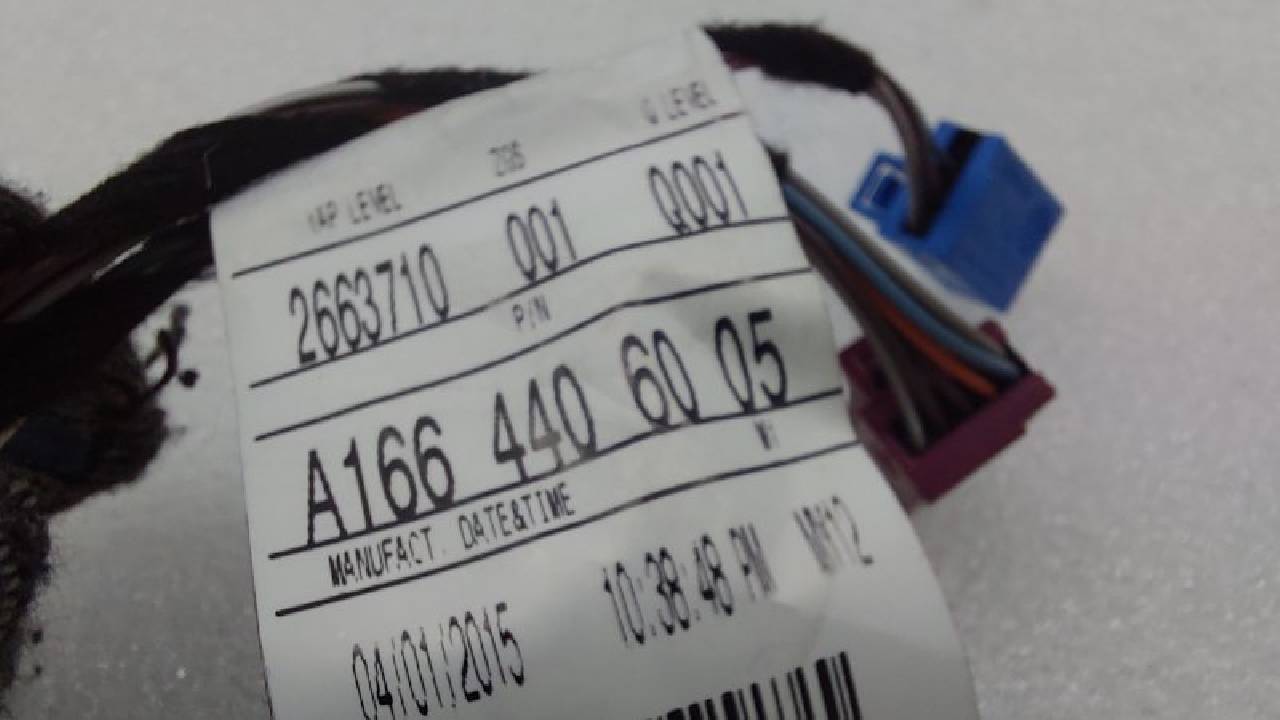 LEVEL ZGS Q LEVEL
2663710 001 Q001
P/N
A166 440 60 05
MANUFACT. DATE&TIME
04/01/2015 10:38:48 PM